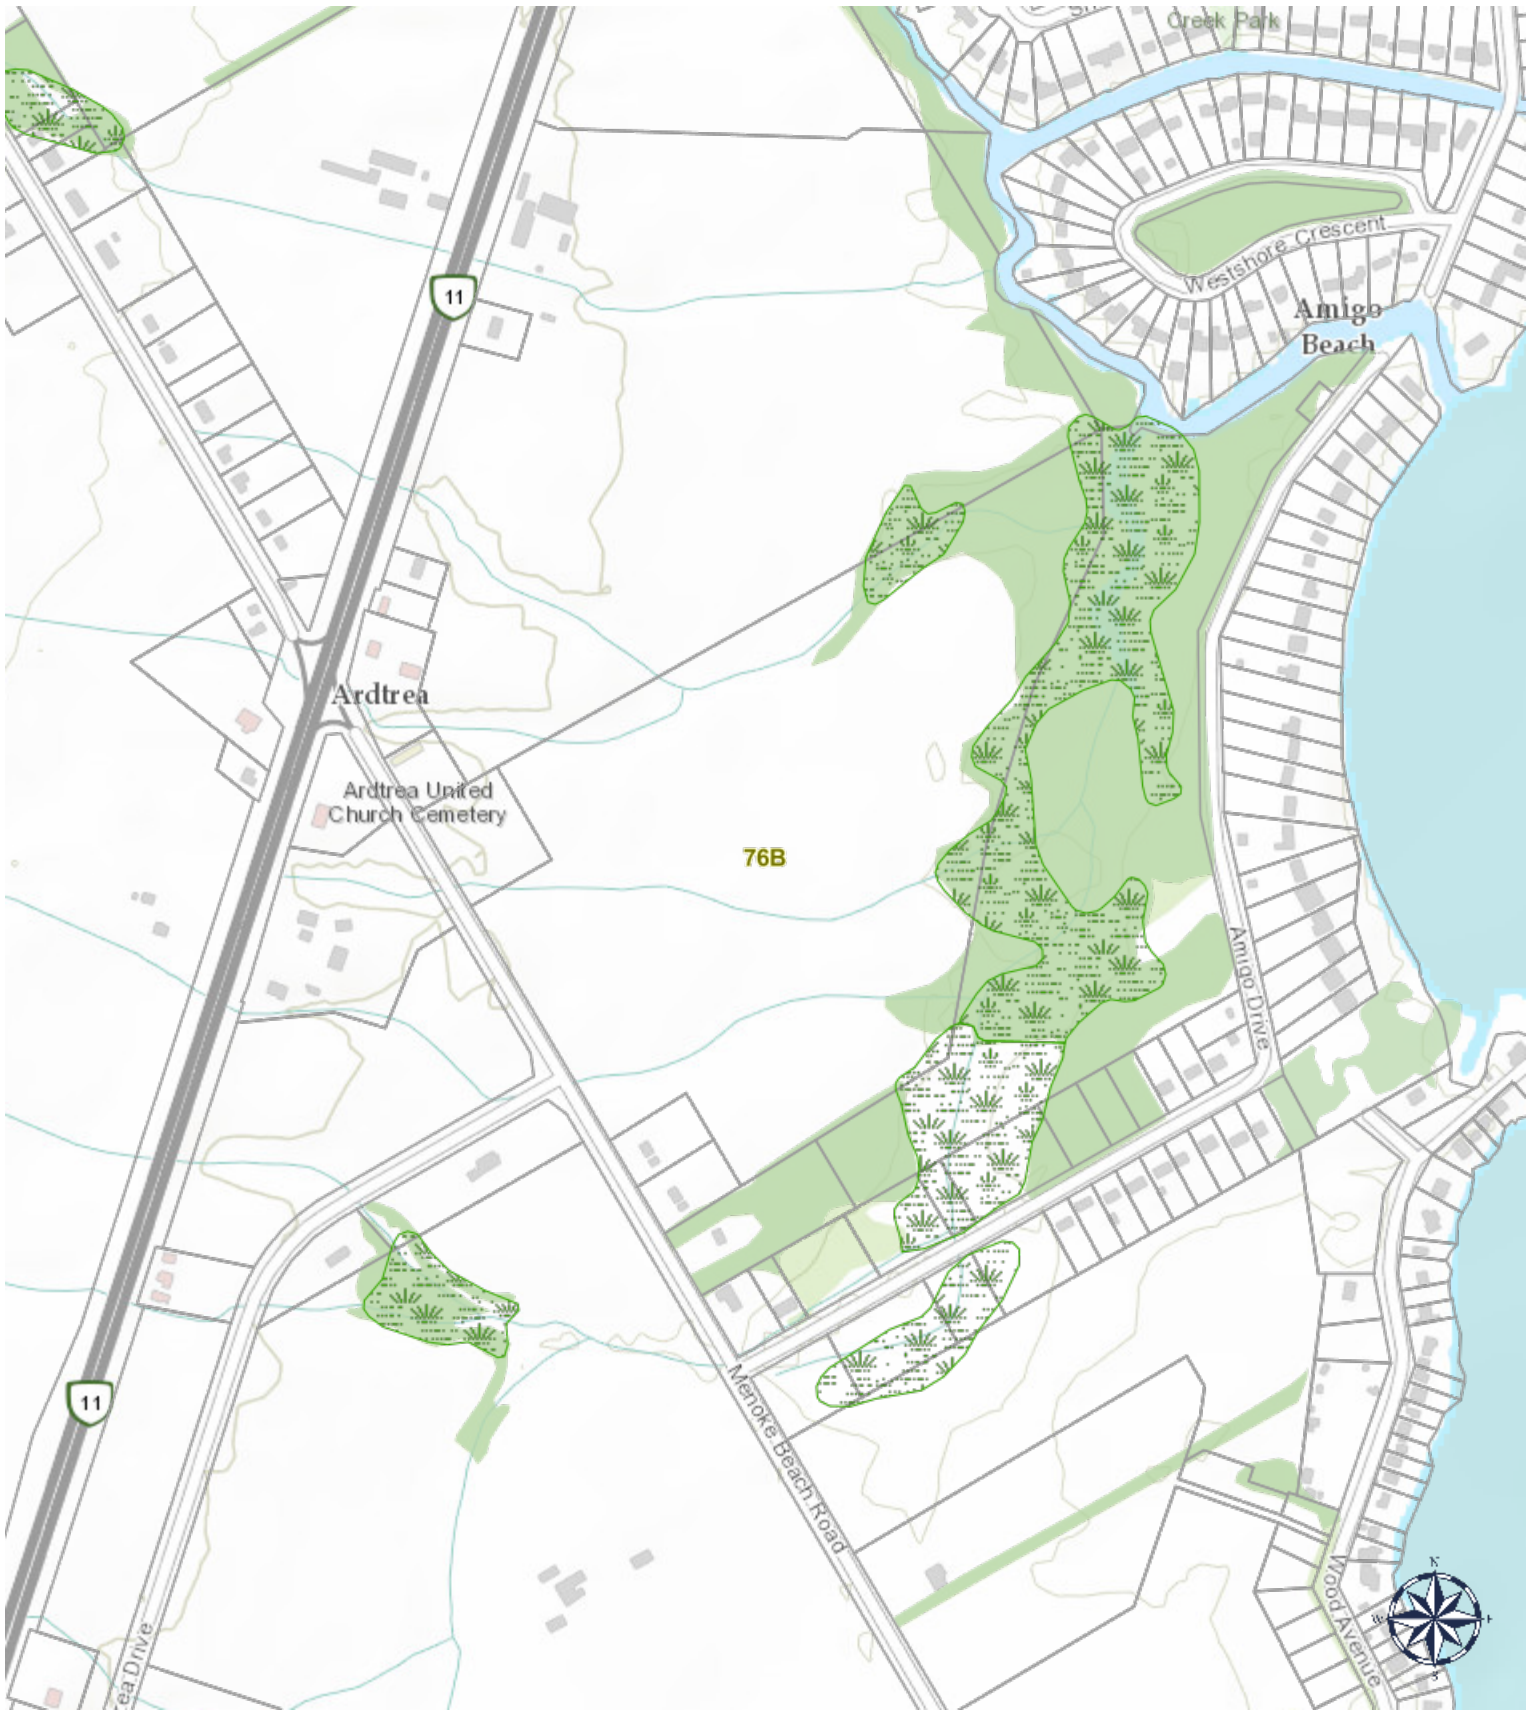 Creek Park
Westshore Crescent
11
Amigo
Beach
Ardtrea
Ardtrea United
Church Cemetery
76B
Amigo Drive
11
Menoke Beach Road
Wood Avenue
Drive
N
W
E
S